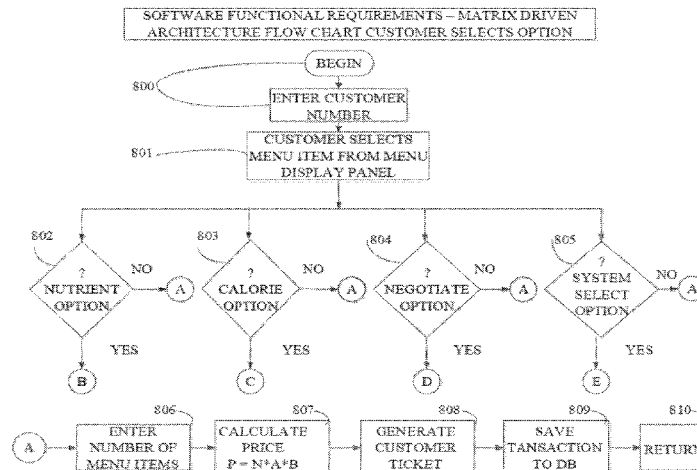 SOFTWARE FUNCTIONAL REQUIREMENTS – MATRIX DRIVEN
ARCHITECTURE FLOW CHART CUSTOMER SELECTS OPTION
BEGIN
800
ENTER CUSTOMER
NUMBER
801
CUSTOMER SELECTS
MENU ITEM FROM MENU
DISPLAY PANEL
802
803
804
805
?
NUTRIENT
OPTION
NO
A
?
CALORIE
OPTION
NO
A
?
NEGOTIATE
OPTION
NO
A
?
SYSTEM
SELECT
OPTION
NO
A
YES
YES
YES
YES
B
C
D
E
806
807
808
809
810
A
ENTER
NUMBER OF
MENU ITEMS
CALCULATE
PRICE
P = N*A*B
GENERATE
CUSTOMER
TICKET
SAVE
TANSACTION
TO DB
RETURN